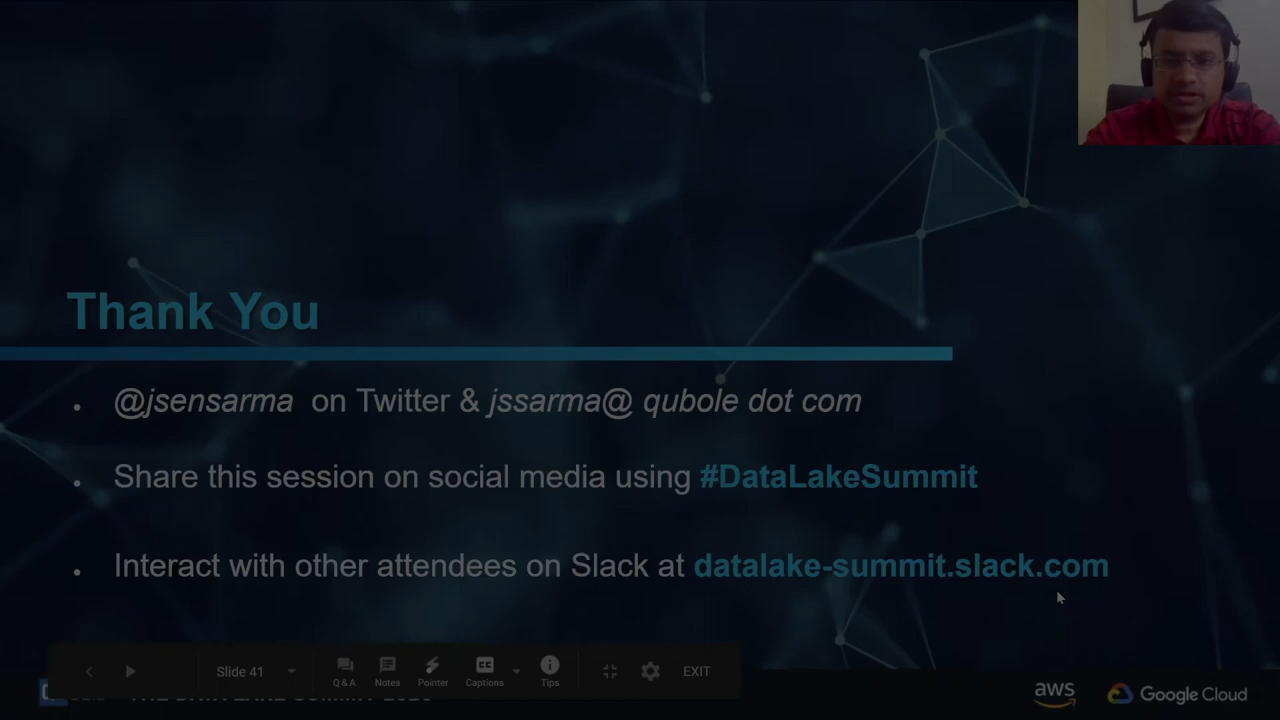 Thank You
@jsensarma on Twitter & jssarma@ qubole dot com
Share this session on social media using #DataLakeSummit
Interact with other attendees on Slack at datalake-summit.slack.com
Slide 41
Q & A
Notes
Pointer
Captions
Tips
EXIT
aws
Google Cloud